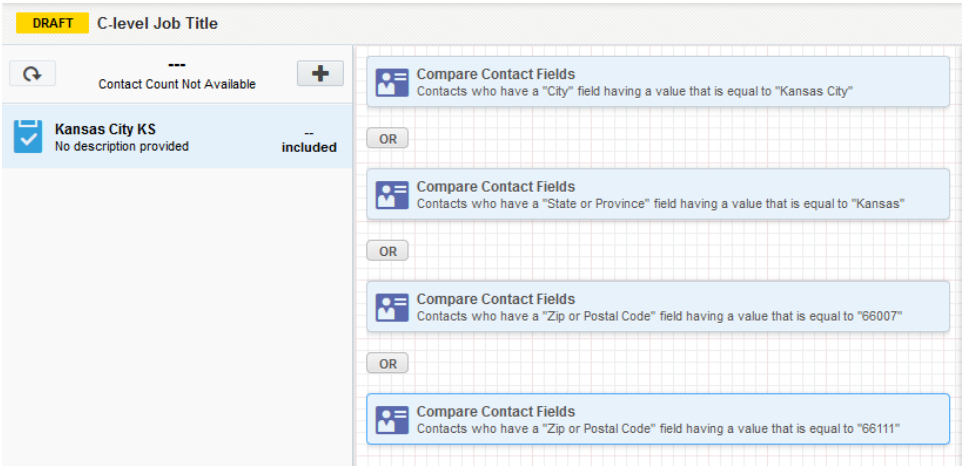 DRAFT C-level Job Title
---
Contact Count Not Available
Kansas City KS
No description provided
--
included
Compare Contact Fields
Contacts who have a "City" field having a value that is equal to "Kansas City"
OR
Compare Contact Fields
Contacts who have a "State or Province" field having a value that is equal to "Kansas"
OR
Compare Contact Fields
Contacts who have a "Zip or Postal Code" field having a value that is equal to "66007"
OR
Compare Contact Fields
Contacts who have a "Zip or Postal Code" field having a value that is equal to "66111"